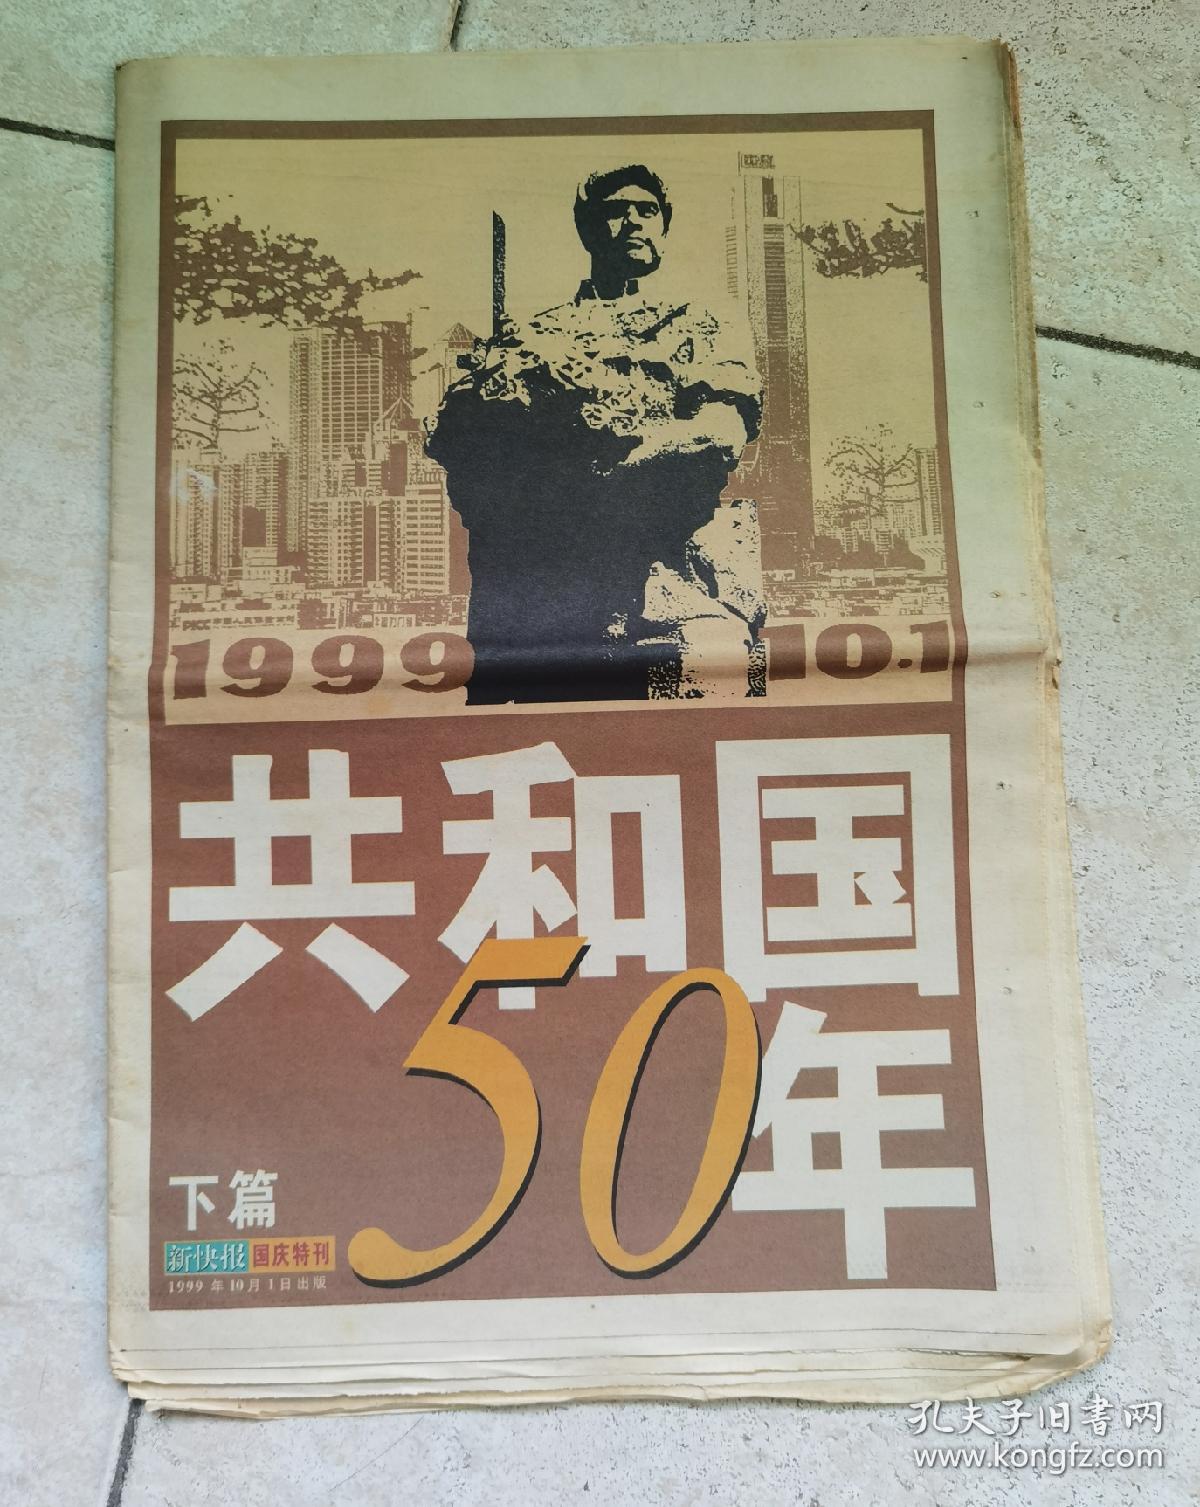 1999 10.1
共和国
50年
下篇
新快报 国庆特刊
1999年10月1日出版
孔夫子旧书网
www.kongfz.com